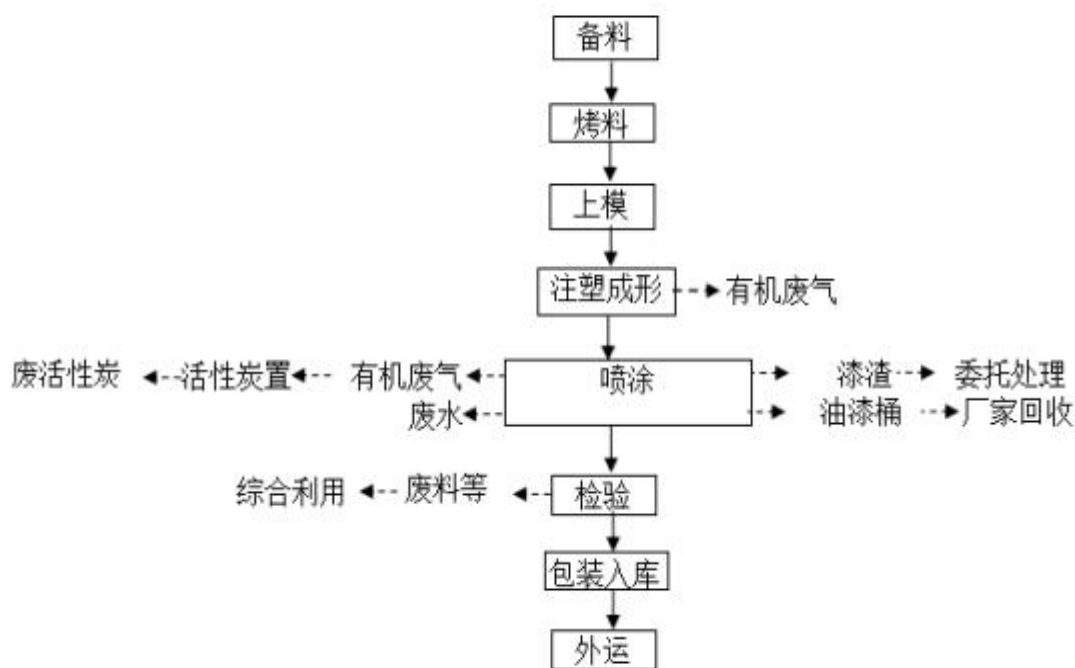 备料
烤料
上模
注塑成形 有机废气
废活性炭 活性炭置 有机废气 喷涂 漆渣 委托处理
废水 油漆桶 厂家回收
综合利用 废料等 检验
包装入库
外运